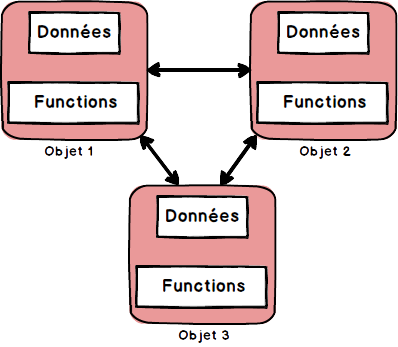 Données
Données
Functions
Functions
Objet 1
Objet 2
Données
Functions
Objet 3